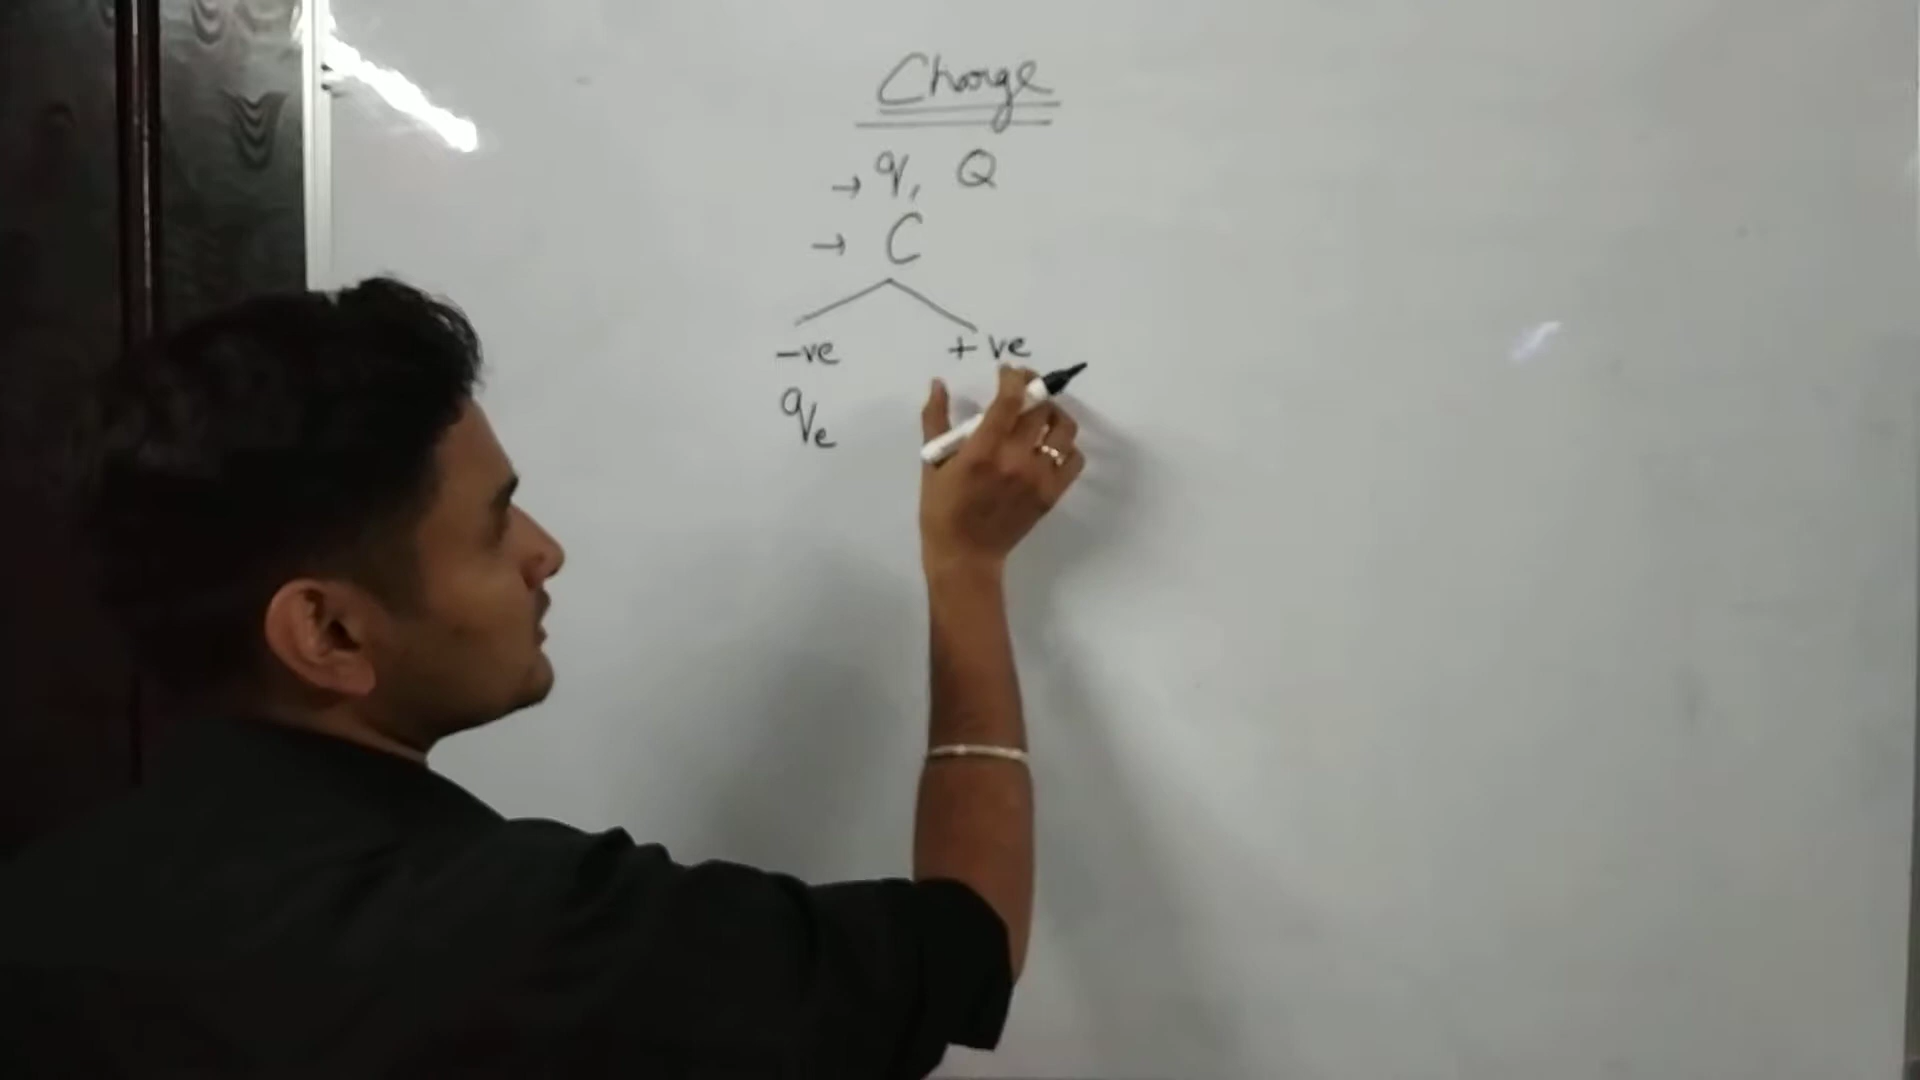 Charge
→ q, Q
→ C
-ve +ve
qe